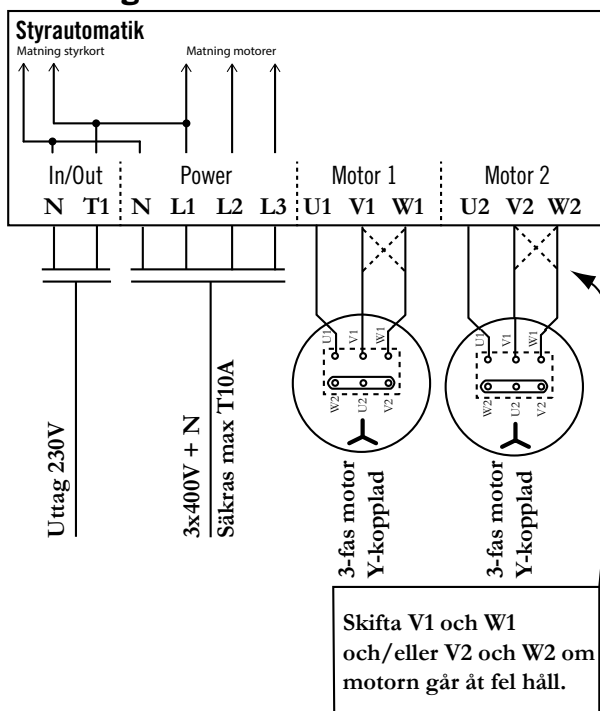 Styrautomatik
Matning styrkort
Matning motorer
In/Out
Power
Motor 1
Motor 2
N T1 N L1 L2 L3 U1 V1 W1 U2 V2 W2
U1 V1 W1
W2 U2 V2
U1 V1 W1
W2 U2 V2
Uttag 230V
3x400V + N
Säkras max T10A
3-fas motor
Y-kopplad
3-fas motor
Y-kopplad
Skifta V1 och W1
och/eller V2 och W2 om
motorn går åt fel håll.